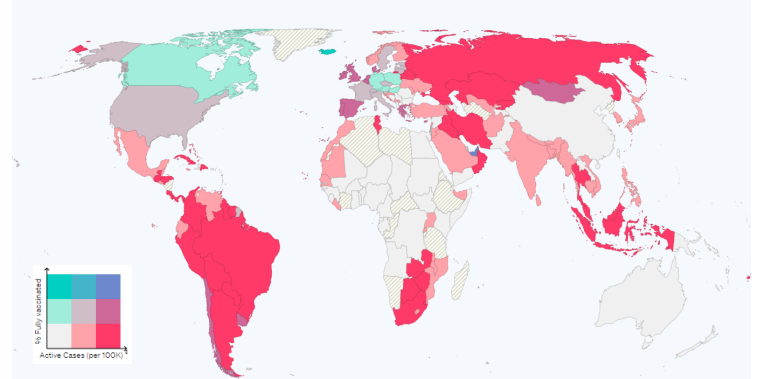 % Fully vaccinated
Active Cases (per 100K)